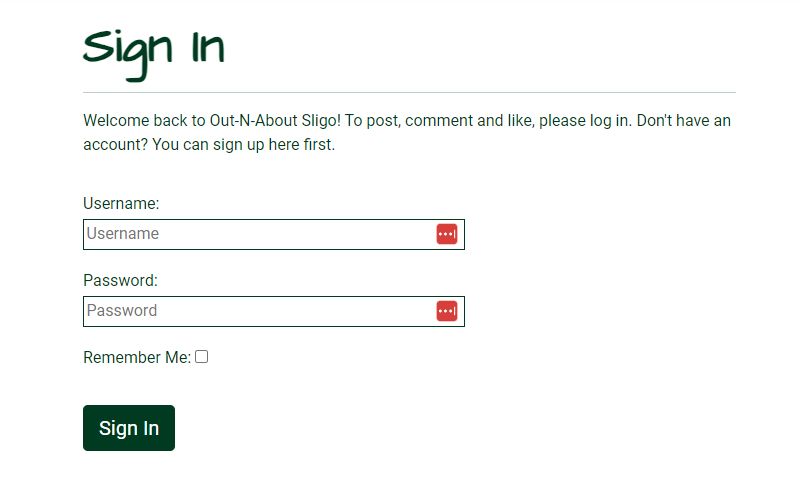 Sign In
Welcome back to Out-N-About Sligo! To post, comment and like, please log in. Don't have an
account? You can sign up here first.
Username:
Username
Password:
Password
Remember Me:
Sign In